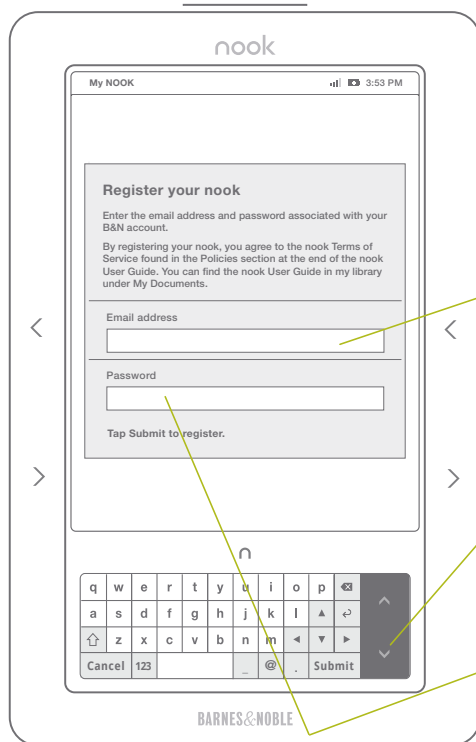 nook
My NOOK 3:53 PM
Register your nook
Enter the email address and password associated with your
B&N account.
By registering your nook, you agree to the nook Terms of
Service found in the Policies section at the end of the nook
User Guide. You can find the nook User Guide in my library
under My Documents.
Email address
Password
Tap Submit to register.
n
q w e r t y u i o p
a s d f g h j k l
z x c v b n m
Cancel 123 _ @ . Submit
BARNES&NOBLE